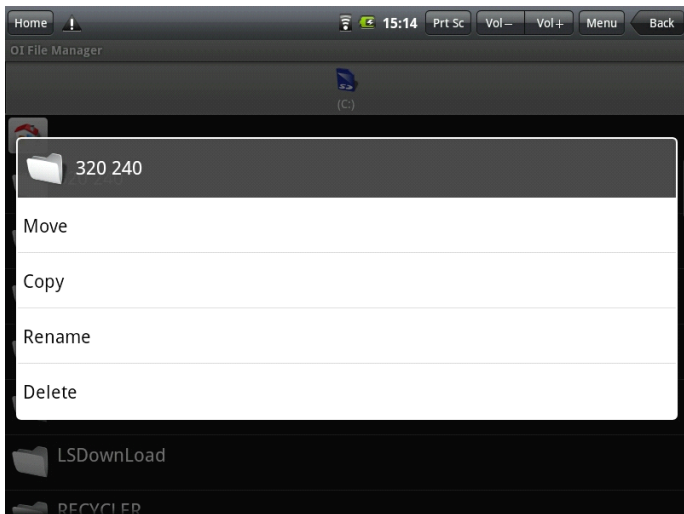 Home 15:14 Prt Sc Vol− Vol+ Menu Back
OI File Manager
(C:)
320 240
Move
Copy
Rename
Delete
LSDownLoad
RECYCLER